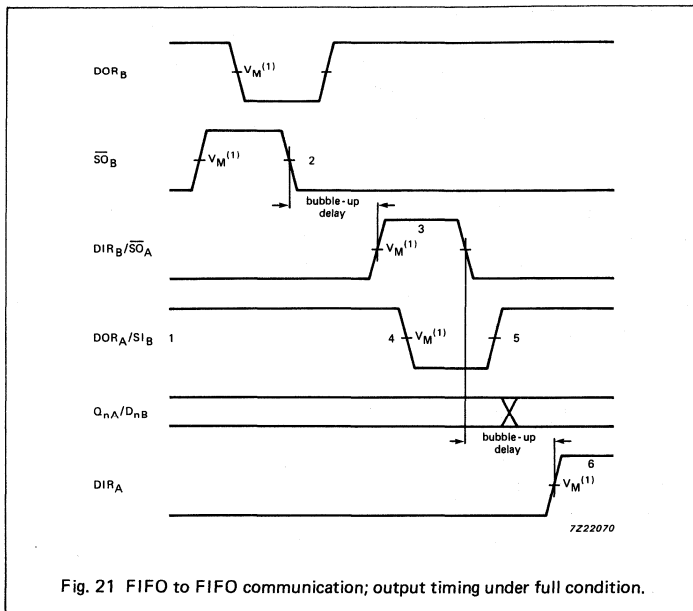 DOR_B
V_M^(1)
S̅O̅_B
V_M^(1)
2
bubble-up
delay
DIR_B/S̅O̅_A
3
V_M^(1)
DOR_A/SI_B
1
4
V_M^(1)
5
Q_nA/D_nB
bubble-up
delay
DIR_A
6
V_M^(1)
7Z22070
Fig. 21 FIFO to FIFO communication; output timing under full condition.